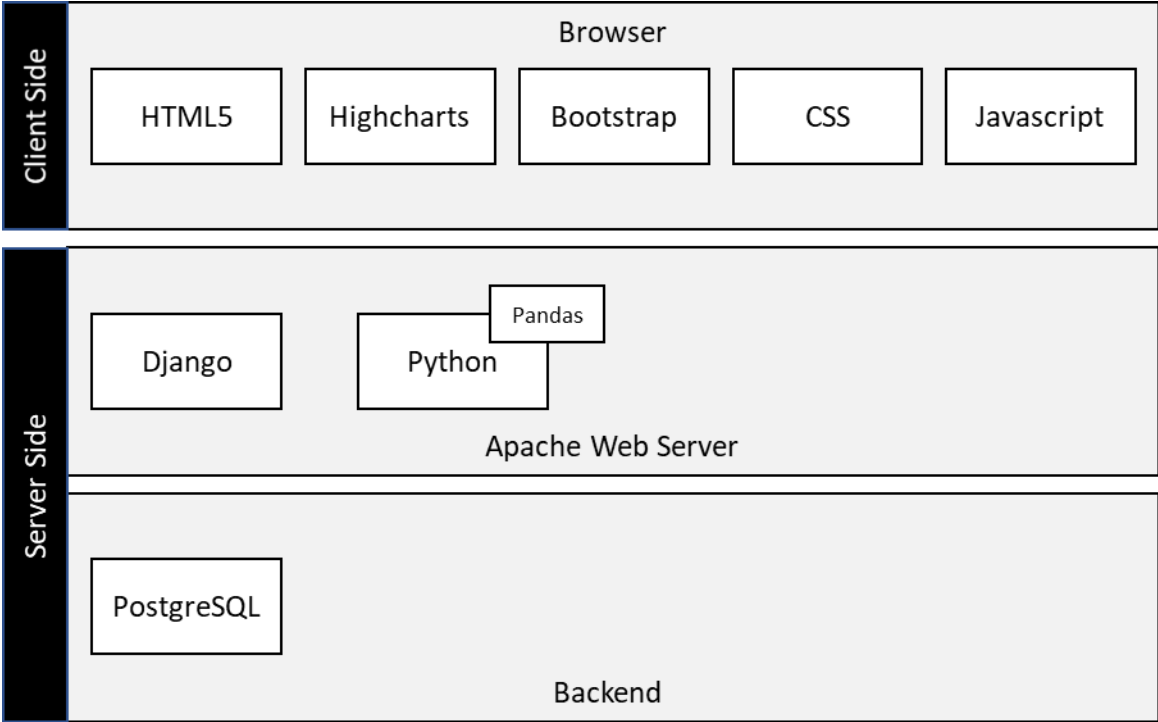 Client Side
Browser
HTML5
Highcharts
Bootstrap
CSS
Javascript
Server Side
Django
Python
Pandas
Apache Web Server
PostgreSQL
Backend